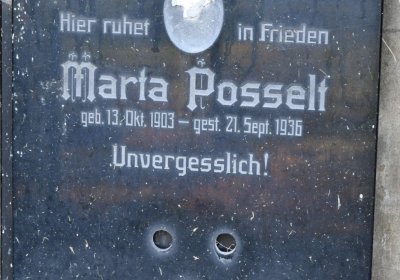 Hier ruhet in Frieden
Marta Posselt
geb. 13. Okt. 1903 — gest. 21. Sept. 1936
Unvergesslich!